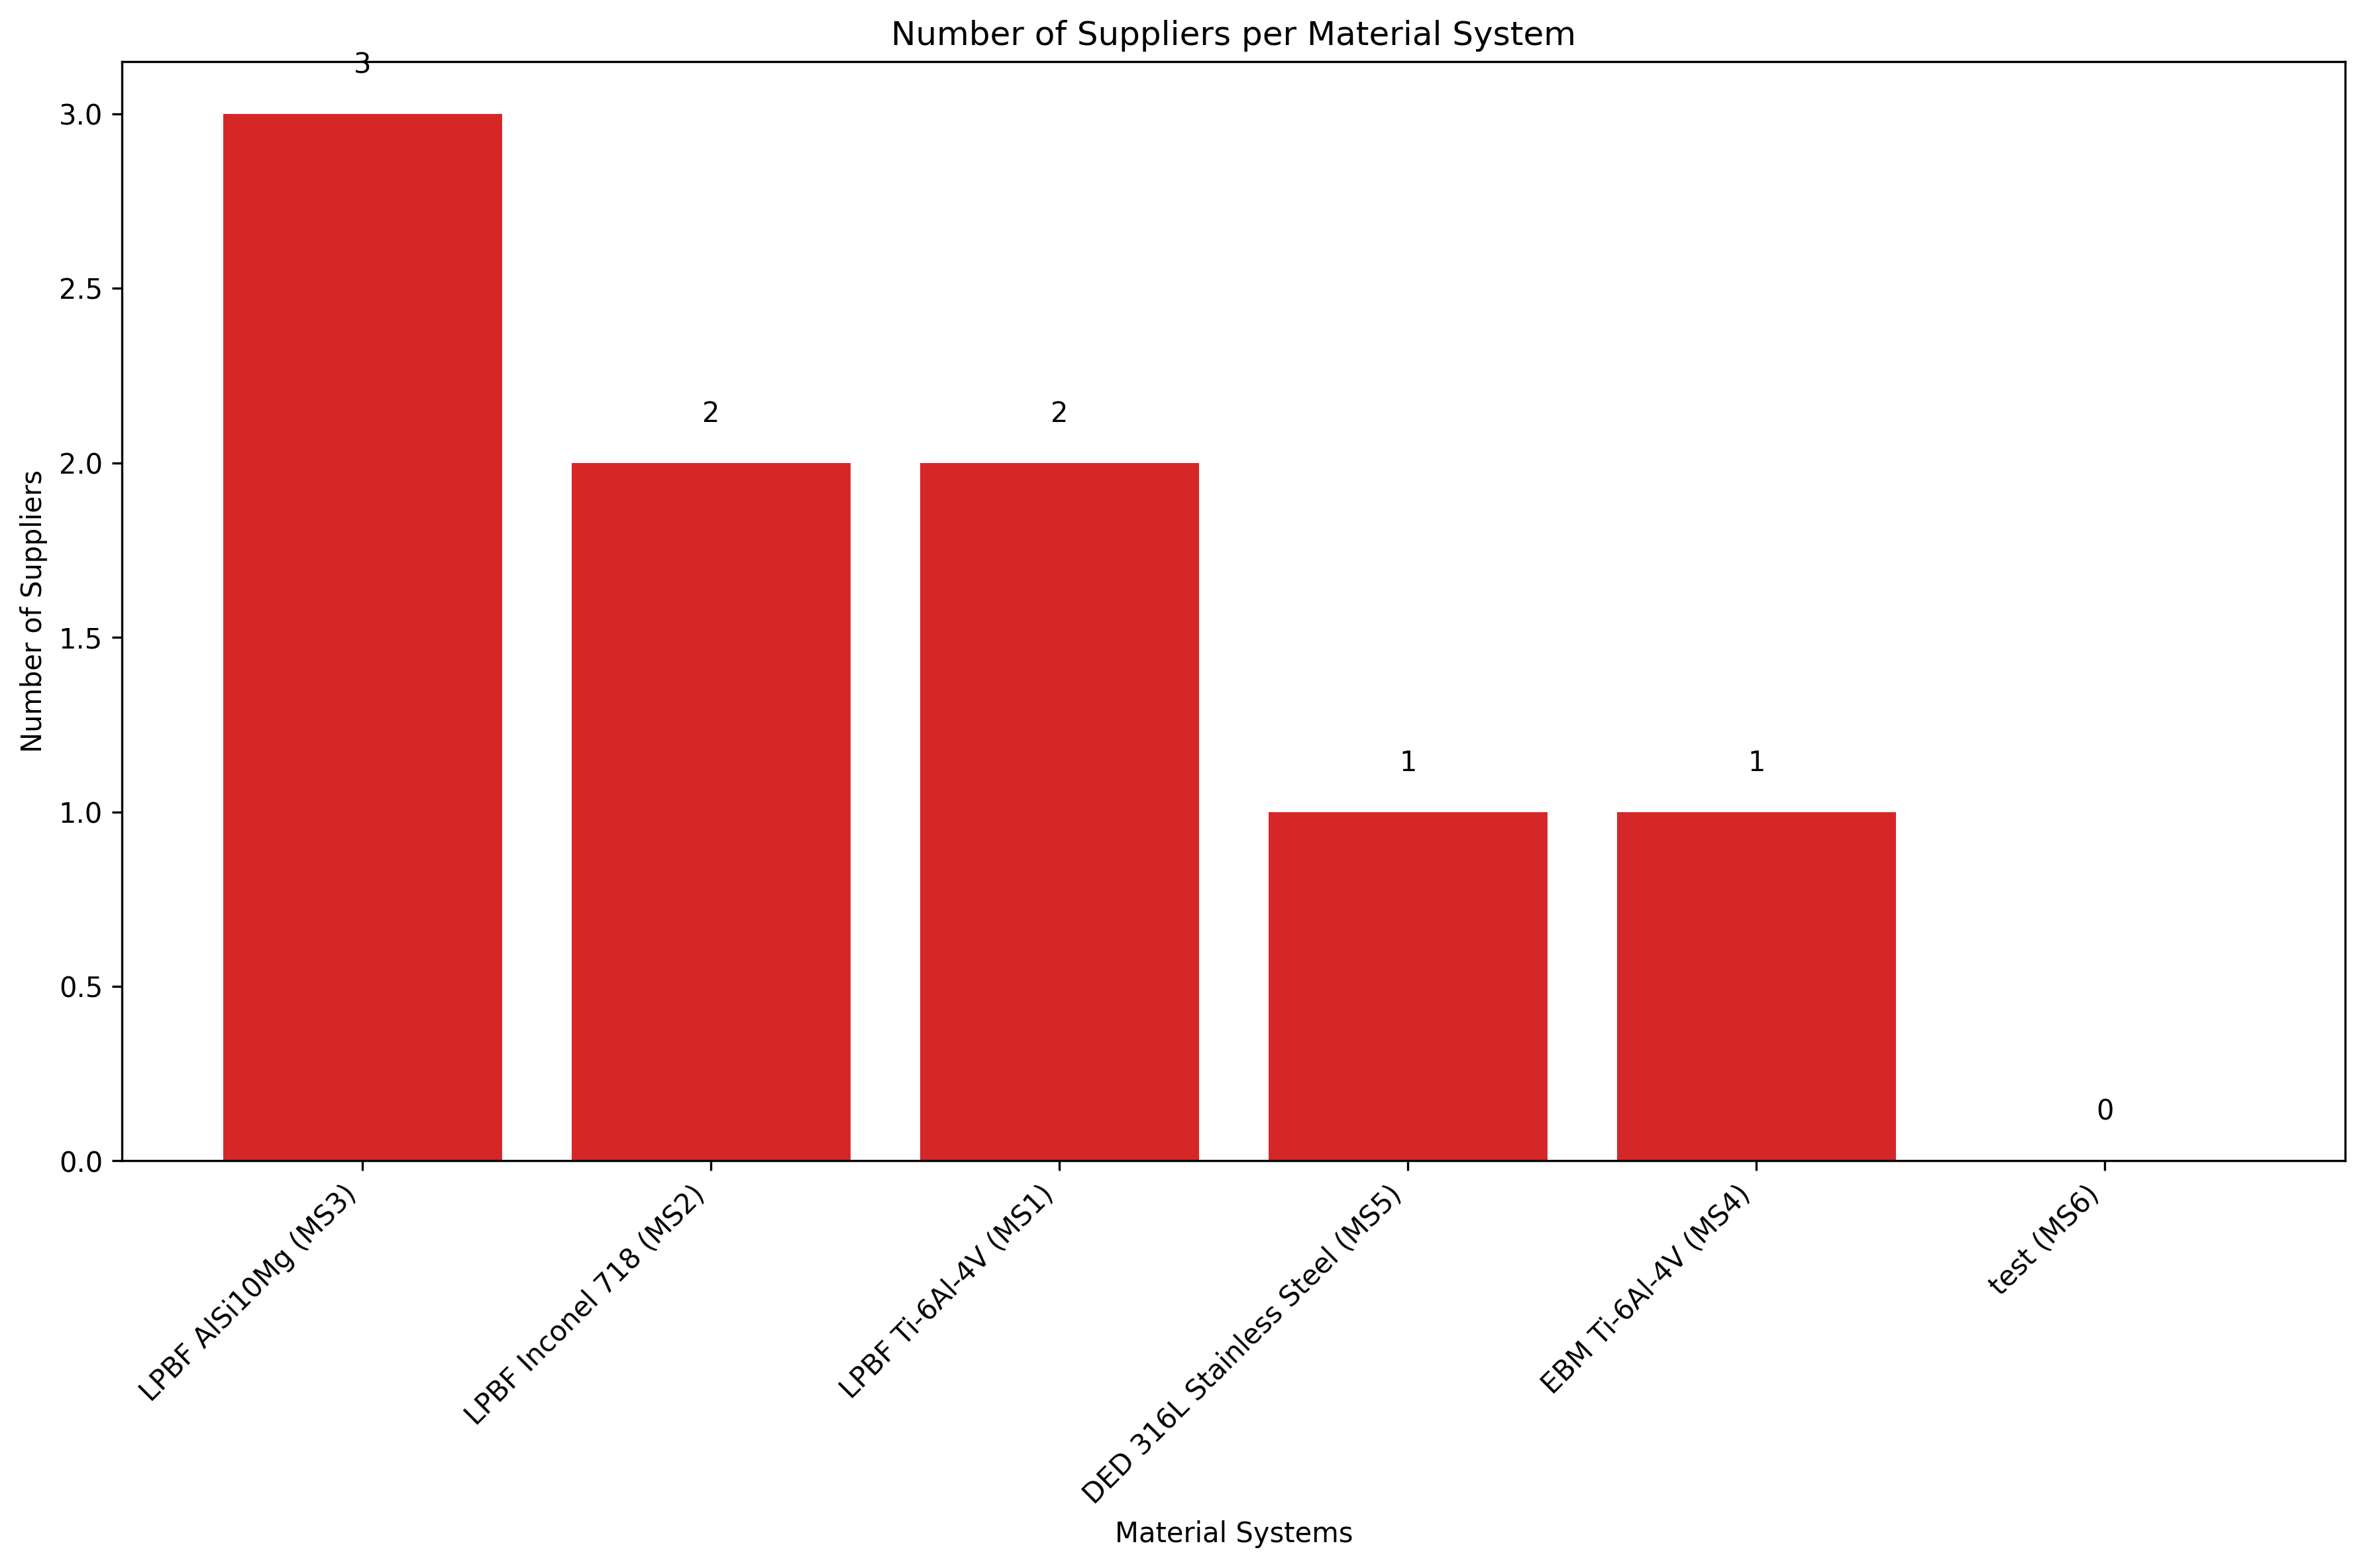 Number of Suppliers per Material System
3
3.0
2.5
2
2
2.0
Number of Suppliers
1.5
1
1
1.0
0.5
0
0.0
LPBF AlSi10Mg (MS3)
LPBF Inconel 718 (MS2)
LPBF Ti-6Al-4V (MS1)
DED 316L Stainless Steel (MS5)
EBM Ti-6Al-4V (MS4)
test (MS6)
Material Systems